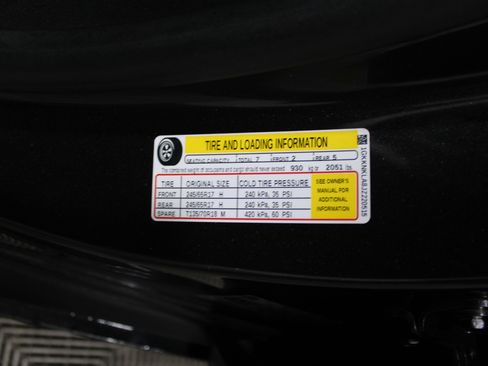 TIRE AND LOADING INFORMATION
SEATING CAPACITY TOTAL 7 FRONT 2 REAR 5
The combined weight of occupants and cargo should never exceed 930 kg or 2051 lbs.
TIRE ORIGINAL SIZE COLD TIRE PRESSURE
FRONT 245/65R17 H 240 kPa, 35 PSI
REAR 245/65R17 H 240 kPa, 35 PSI
SPARE T135/70R18 M 420 kPa, 60 PSI
SEE OWNER'S
MANUAL FOR
ADDITIONAL
INFORMATION